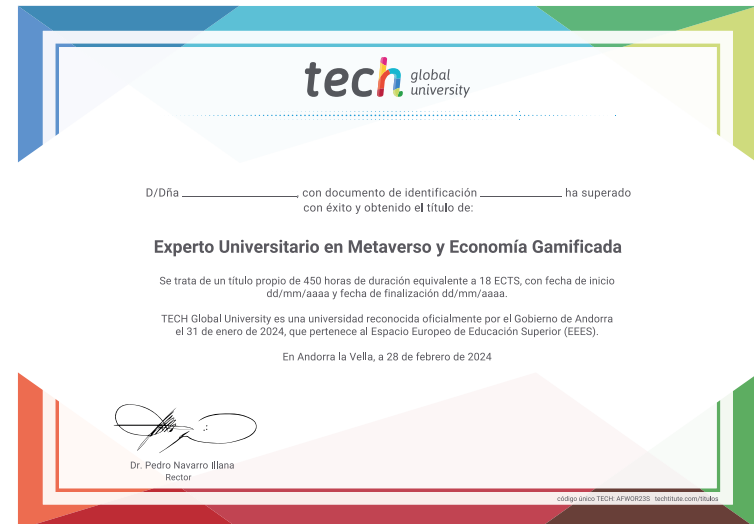 tech global university
D/Dña ______________, con documento de identificación __________ ha superado
con éxito y obtenido el título de:
Experto Universitario en Metaverso y Economía Gamificada
Se trata de un título propio de 450 horas de duración equivalente a 18 ECTS, con fecha de inicio
dd/mm/aaaa y fecha de finalización dd/mm/aaaa.
TECH Global University es una universidad reconocida oficialmente por el Gobierno de Andorra
el 31 de enero de 2024, que pertenece al Espacio Europeo de Educación Superior (EEES).
En Andorra la Vella, a 28 de febrero de 2024
Dr. Pedro Navarro Illana
Rector
código único TECH: AFWOR23S techtitute.com/titulos